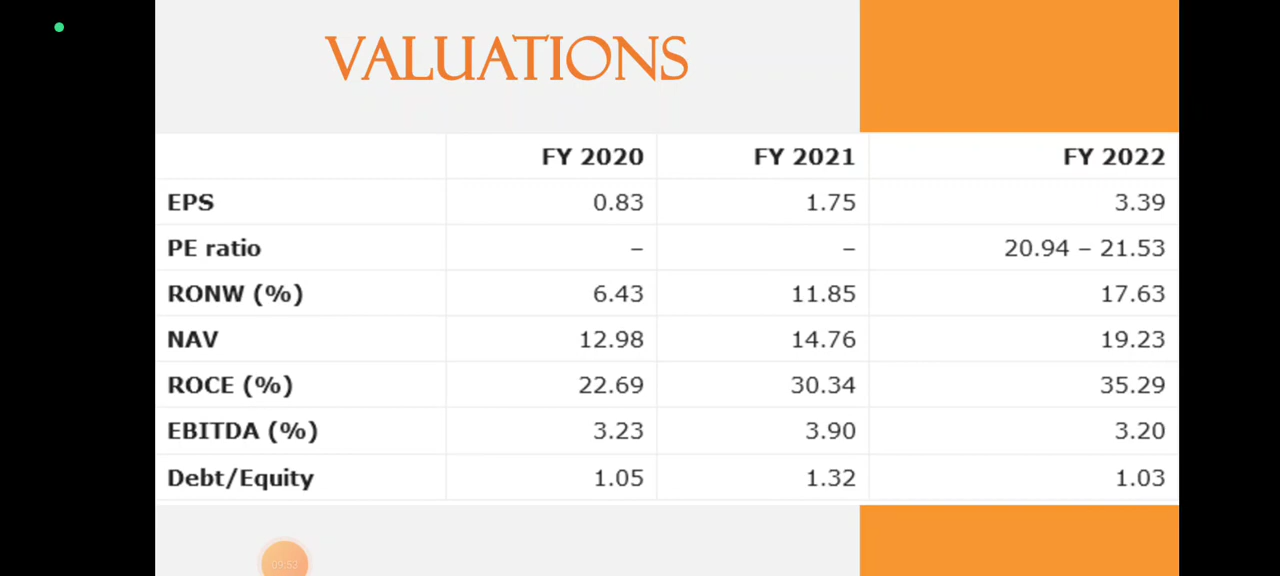 VALUATIONS
FY 2020 FY 2021 FY 2022
EPS 0.83 1.75 3.39
PE ratio – – 20.94 – 21.53
RONW (%) 6.43 11.85 17.63
NAV 12.98 14.76 19.23
ROCE (%) 22.69 30.34 35.29
EBITDA (%) 3.23 3.90 3.20
Debt/Equity 1.05 1.32 1.03
09:53